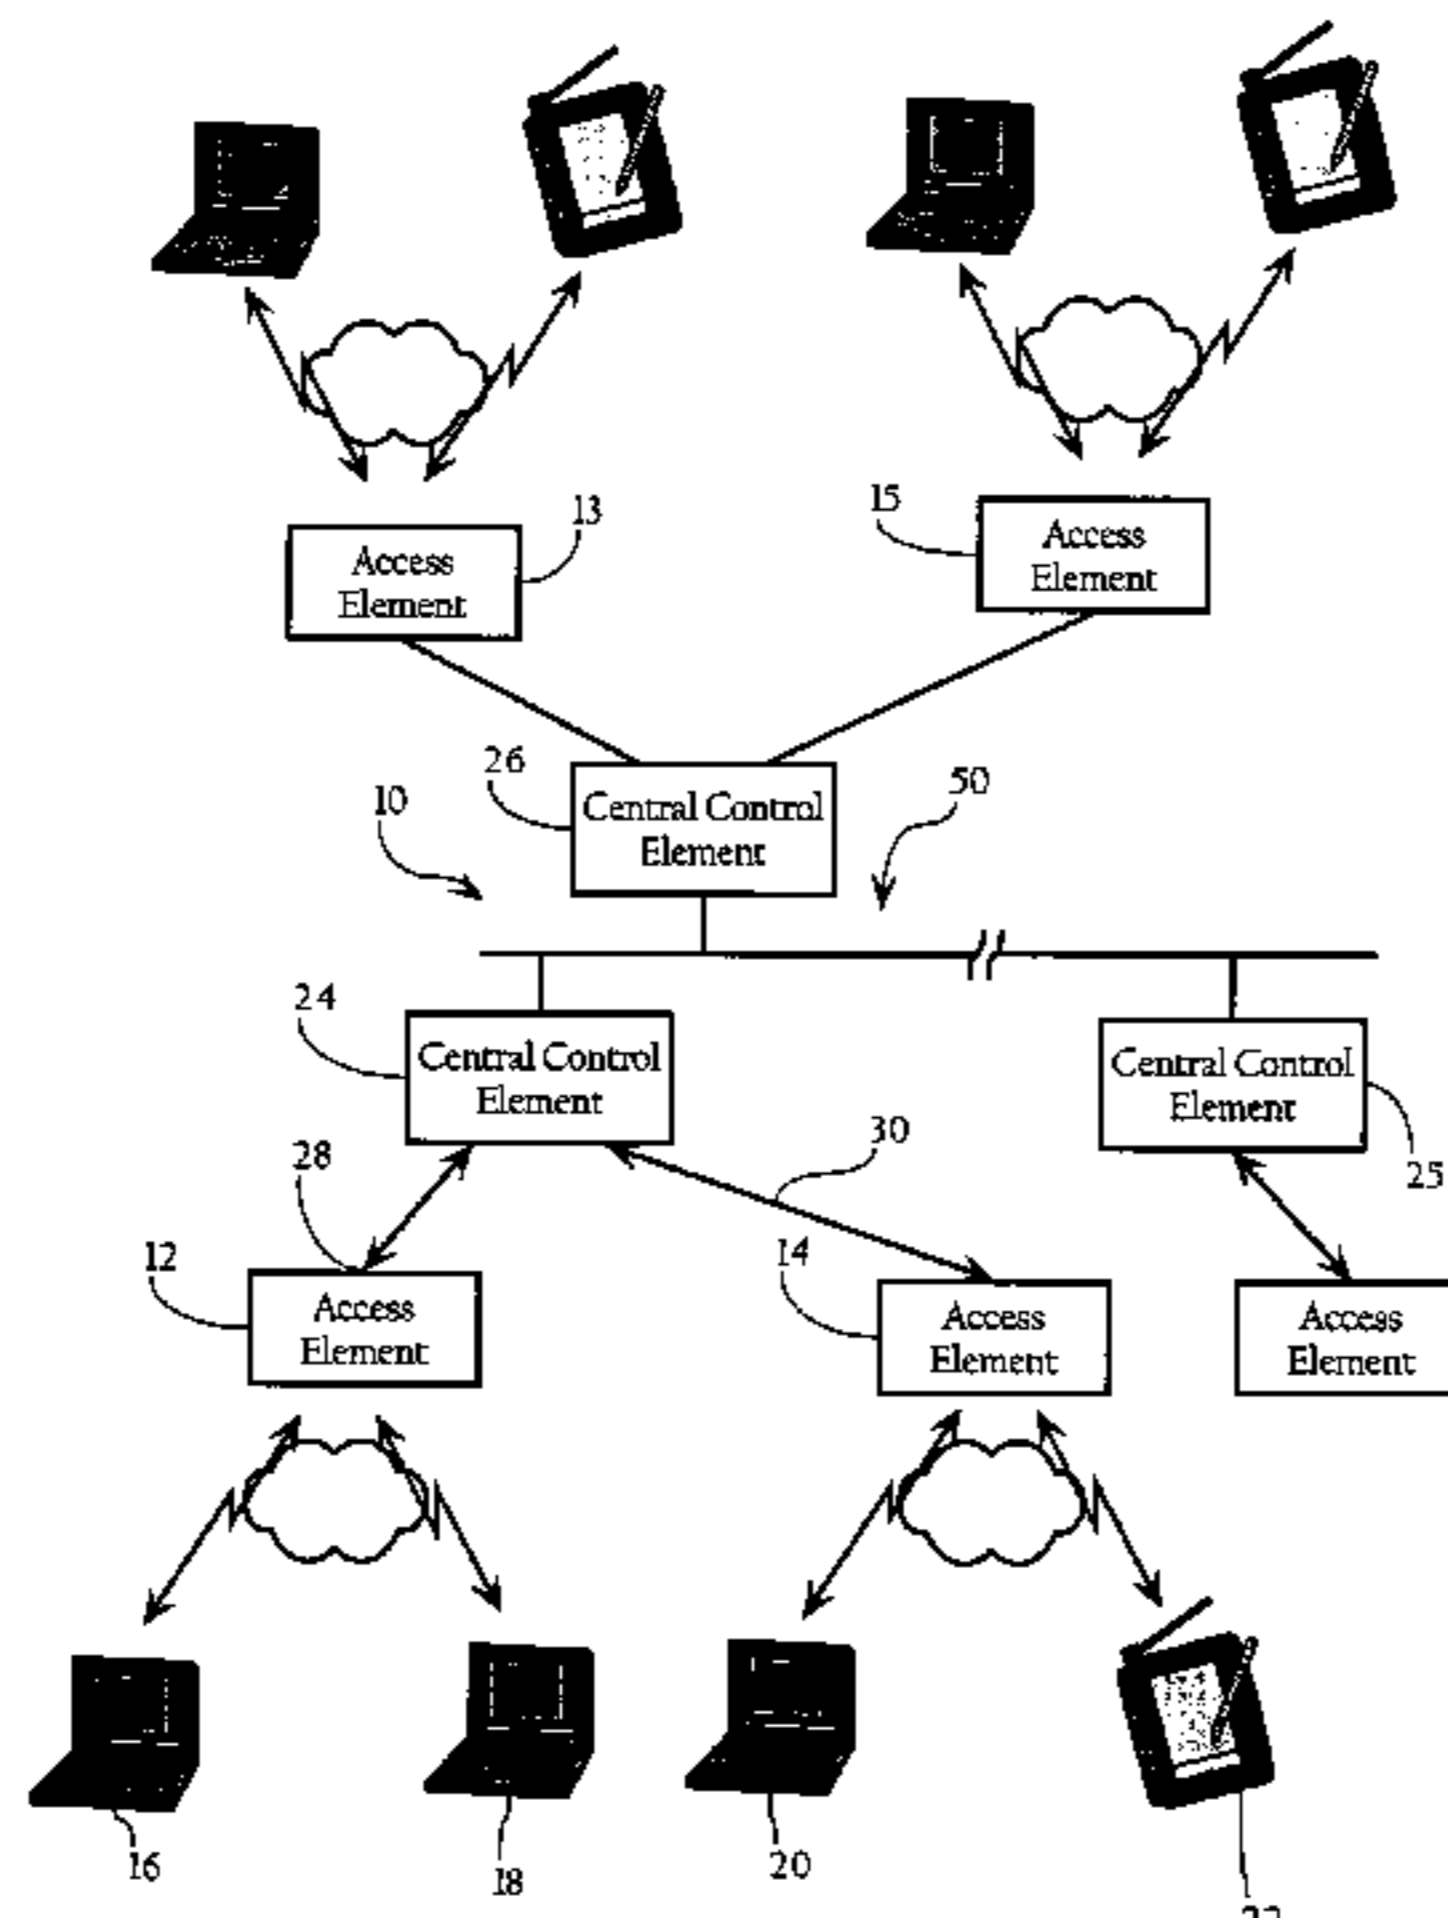 13
15
Access
Element
Access
Element
26
50
10
Central Control
Element
24
Central Control
Element
Central Control
Element
30
28
25
12
14
Access
Element
Access
Element
Access
Element
16
18
20